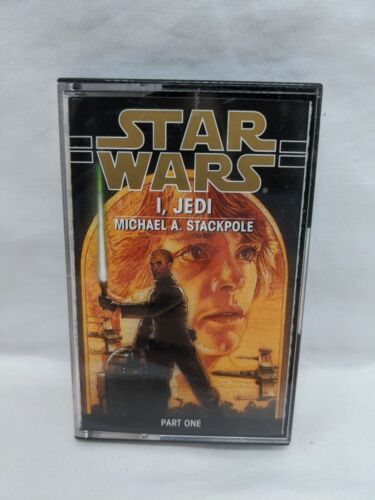 STAR
WARS®
I, JEDI
MICHAEL A. STACKPOLE
PART ONE